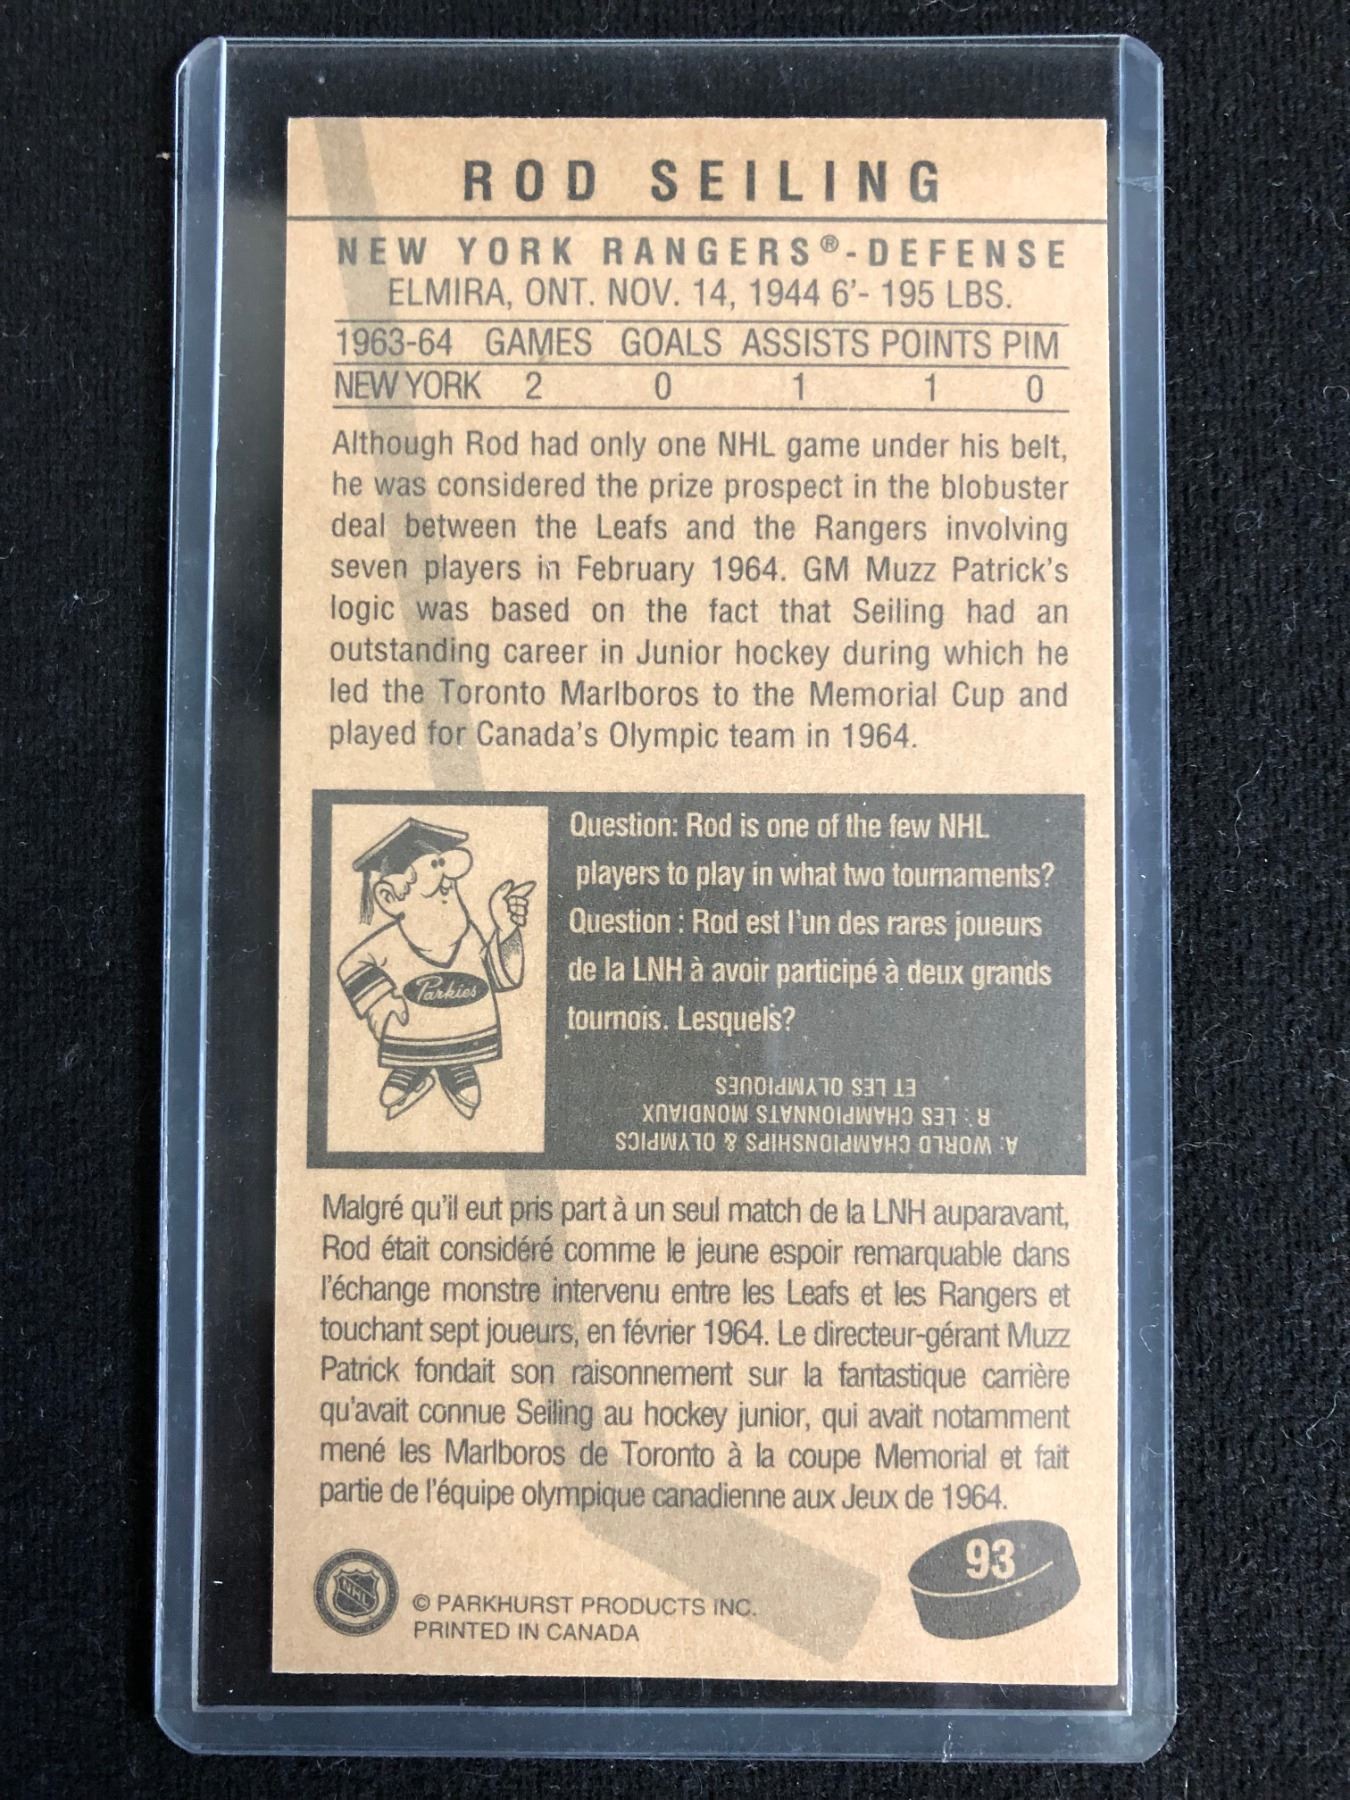 ROD SEILING
NEW YORK RANGERS®-DEFENSE
ELMIRA, ONT. NOV. 14, 1944 6'- 195 LBS.
1963-64 GAMES GOALS ASSISTS POINTS PIM
NEW YORK 2 0 1 1 0
Although Rod had only one NHL game under his belt,
he was considered the prize prospect in the blobuster
deal between the Leafs and the Rangers involving
seven players in February 1964. GM Muzz Patrick's
logic was based on the fact that Seiling had an
outstanding career in Junior hockey during which he
led the Toronto Marlboros to the Memorial Cup and
played for Canada's Olympic team in 1964.
Parkies
Question: Rod is one of the few NHL
players to play in what two tournaments?
Question : Rod est l'un des rares joueurs
de la LNH à avoir participé à deux grands
tournois. Lesquels?
A: WORLD CHAMPIONSHIPS & OLYMPICS
R : LES CHAMPIONNATS MONDIAUX
ET LES OLYMPIQUES
Malgré qu'il eut pris part à un seul match de la LNH auparavant,
Rod était considéré comme le jeune espoir remarquable dans
l'échange monstre intervenu entre les Leafs et les Rangers et
touchant sept joueurs, en février 1964. Le directeur-gérant Muzz
Patrick fondait son raisonnement sur la fantastique carrière
qu'avait connue Seiling au hockey junior, qui avait notamment
mené les Marlboros de Toronto à la coupe Memorial et fait
partie de l'équipe olympique canadienne aux Jeux de 1964.
93
NHL
© PARKHURST PRODUCTS INC.
PRINTED IN CANADA